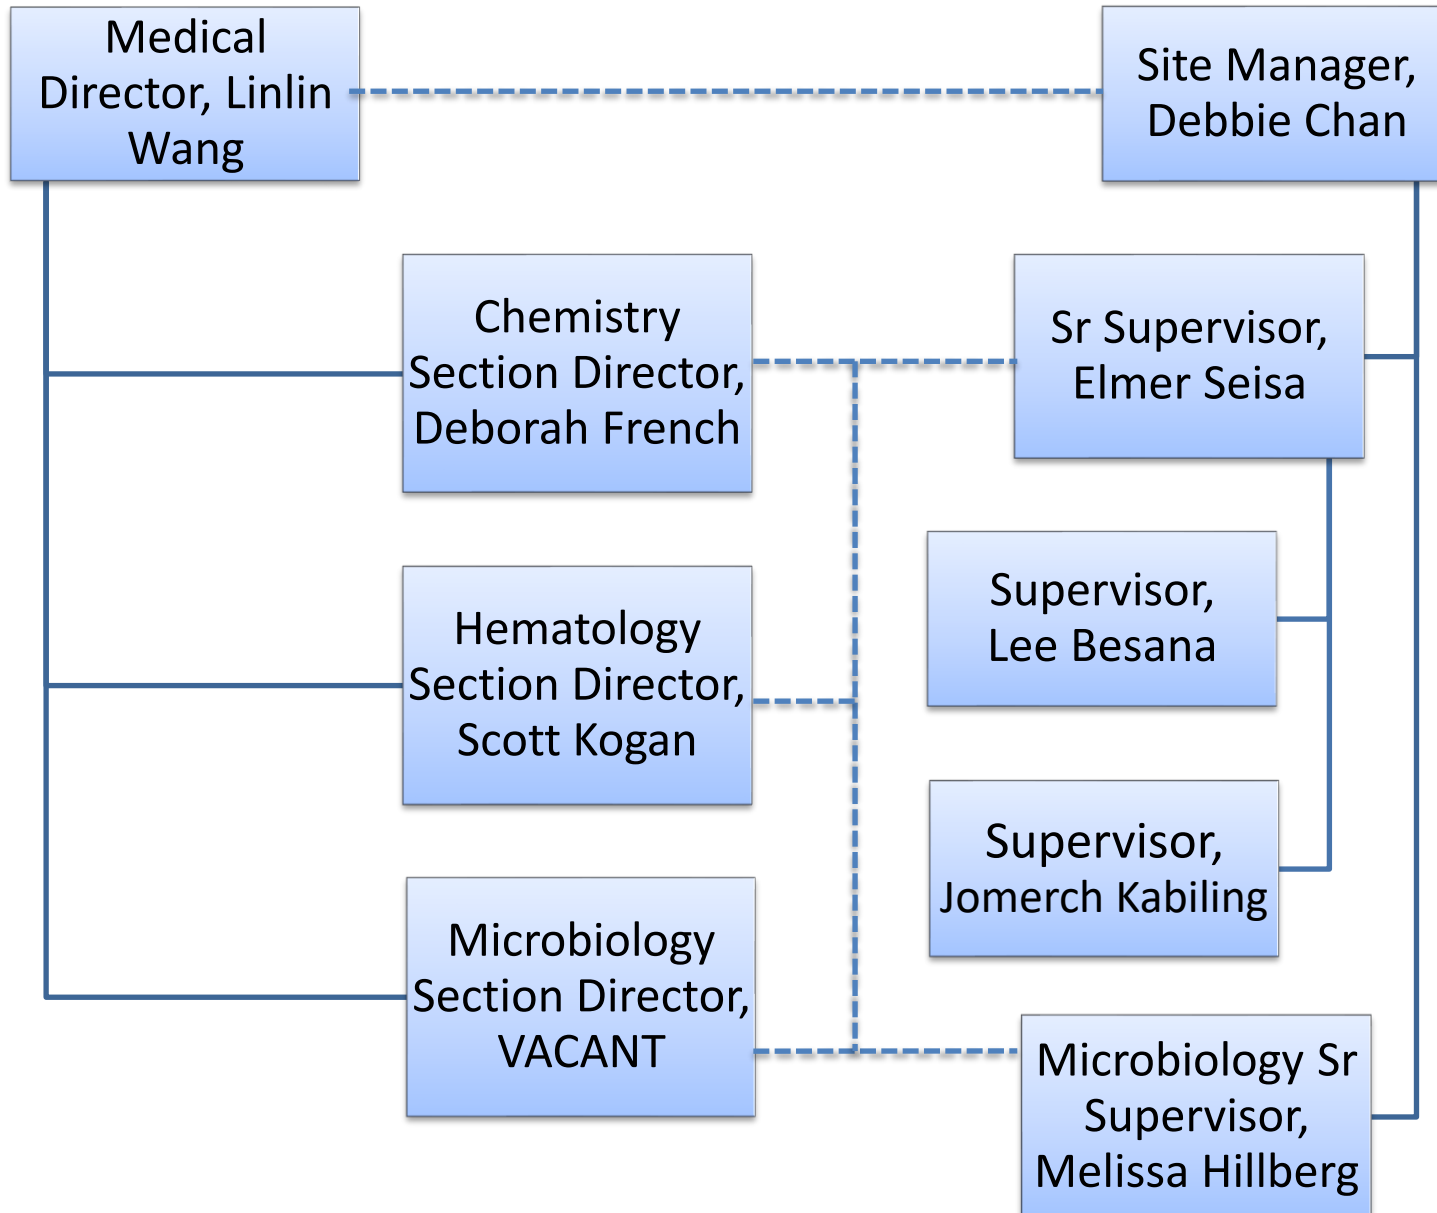 Medical
Director, Linlin
Wang
Site Manager,
Debbie Chan
Chemistry
Section Director,
Deborah French
Sr Supervisor,
Elmer Seisa
Hematology
Section Director,
Scott Kogan
Supervisor,
Lee Besana
Supervisor,
Jomerch Kabiling
Microbiology
Section Director,
VACANT
Microbiology Sr
Supervisor,
Melissa Hillberg